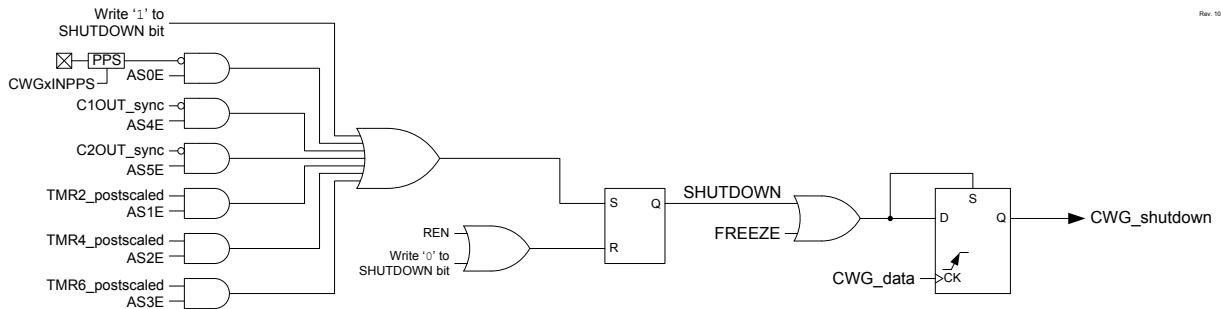 Write ‘1’ to
SHUTDOWN bit
Rev. 10
PPS
AS0E
CWGxINPPS
C1OUT_sync
AS4E
C2OUT_sync
AS5E
TMR2_postscaled
AS1E
TMR4_postscaled
AS2E
TMR6_postscaled
AS3E
REN
Write ‘0’ to
SHUTDOWN bit
S
Q
R
SHUTDOWN
FREEZE
S
D
Q
CWG_data
CK
CWG_shutdown